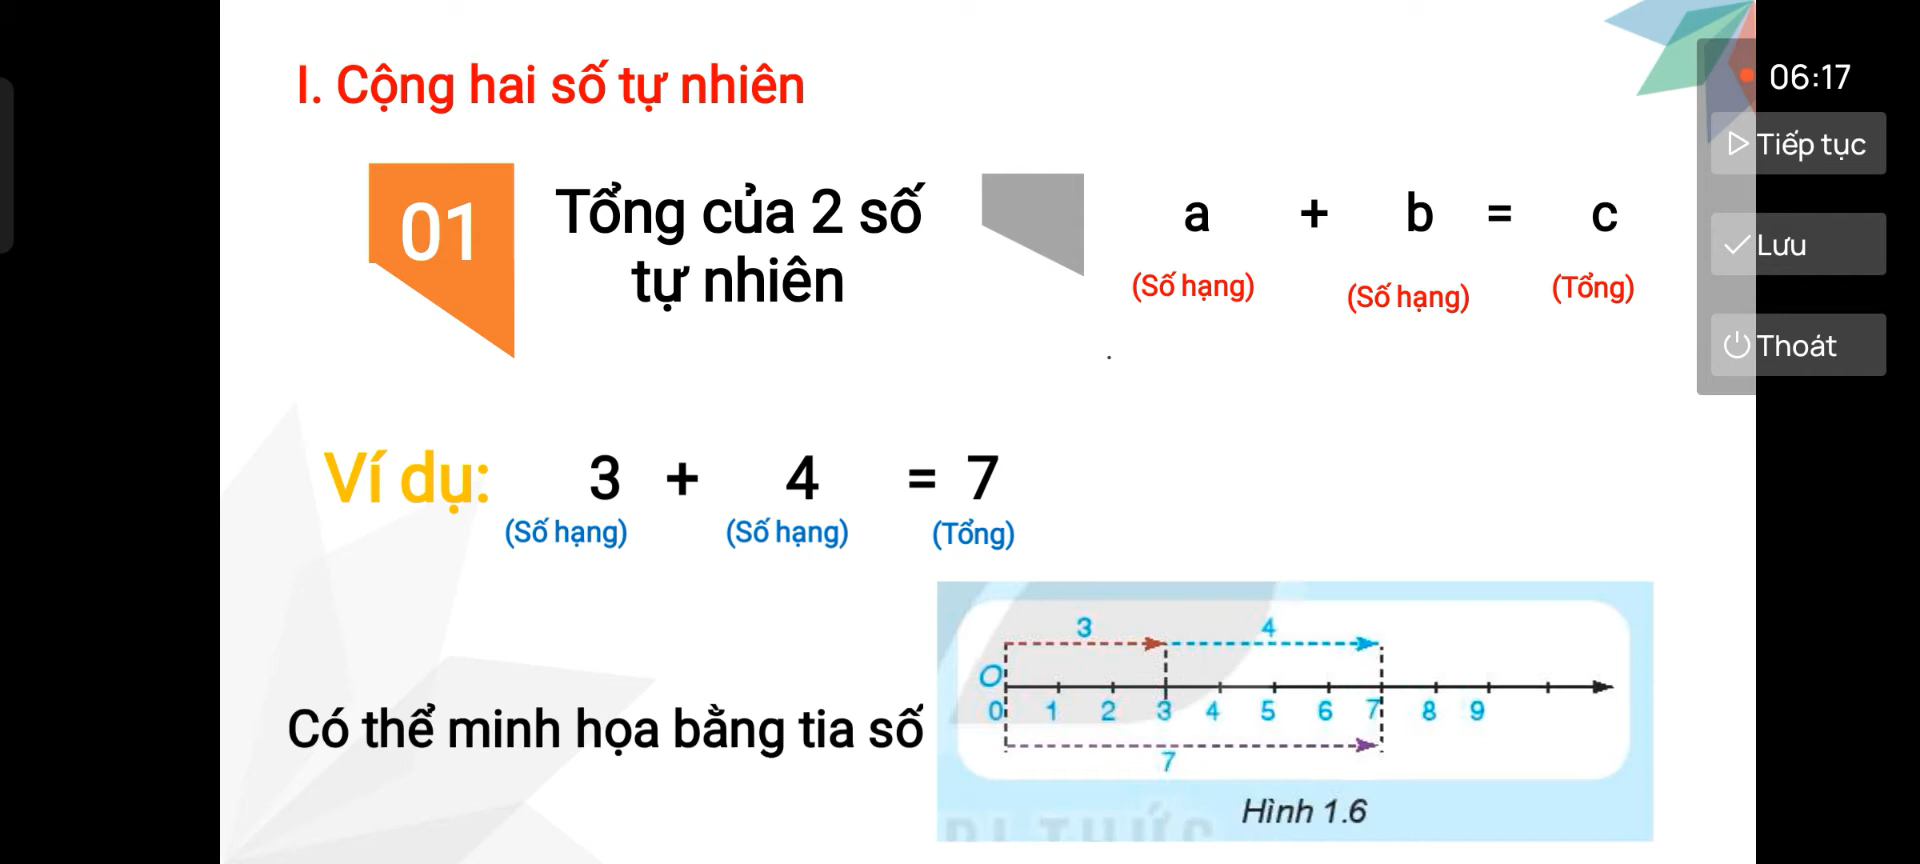 I. Cộng hai số tự nhiên
06:17
Tiếp tục
Lưu
Thoát
01
Tổng của 2 số
tự nhiên
a + b = c
(Số hạng) (Số hạng) (Tổng)
Ví dụ: 3 + 4 = 7
(Số hạng) (Số hạng) (Tổng)
Có thể minh họa bằng tia số
3 4
O
0 1 2 3 4 5 6 7 8 9
7
Hình 1.6